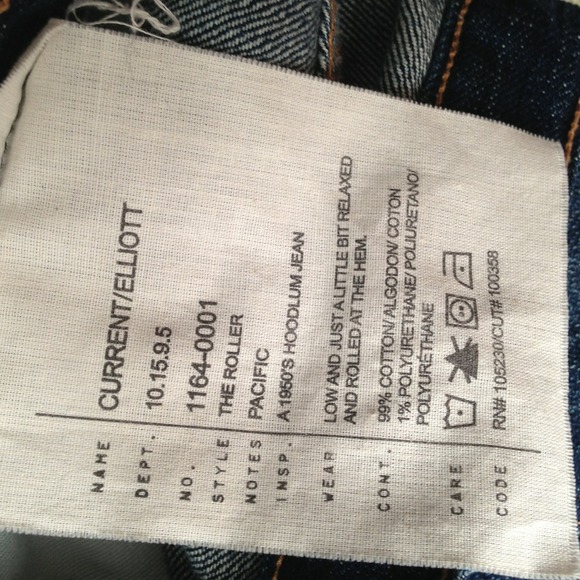 NAME CURRENT/ELLIOTT
DEPT. 10.15.9.5
NO. 1164-0001
STYLE THE ROLLER
NOTES PACIFIC
INSP. A 1950'S HOODLUM JEAN
WEAR LOW AND JUST A LITTLE BIT RELAXED
AND ROLLED AT THE HEM.
CONT. 99% COTTON/ALGODON/COTON
1% POLYURETHANE/POLIURETANO/
POLYURÉTHANE
CARE
CODE RN# 105230/CUT# 100358